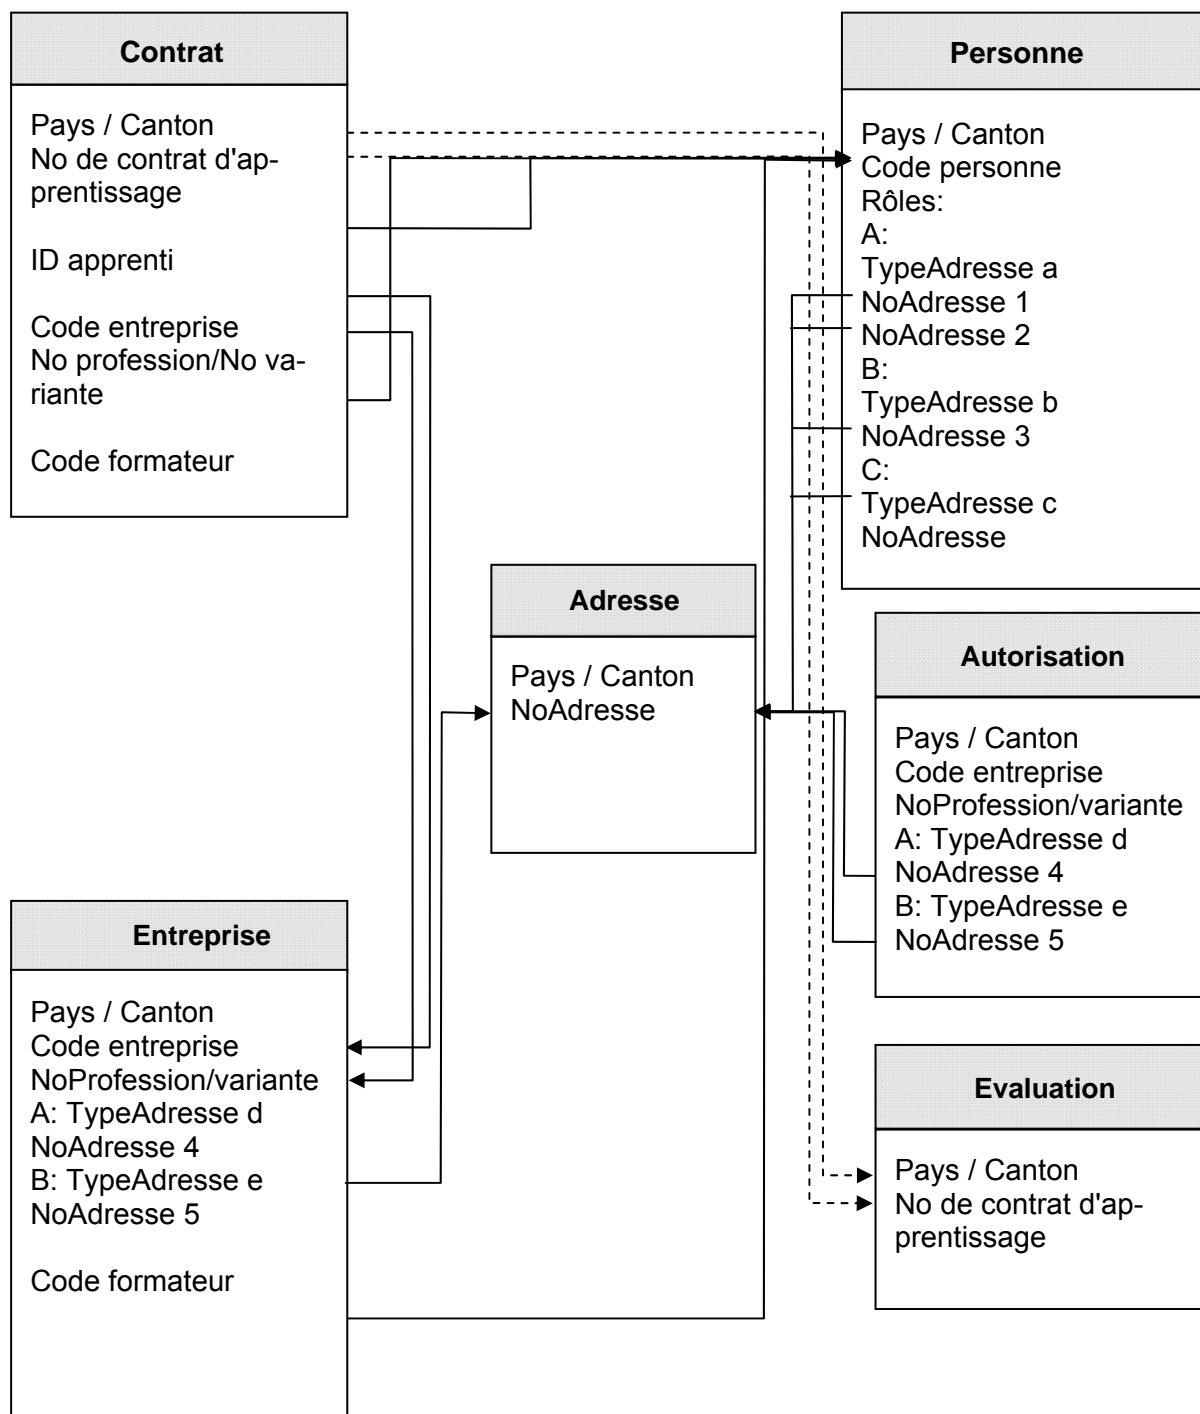 Contrat
Pays / Canton
No de contrat d'ap-
prentissage
ID apprenti
Code entreprise
No profession/No va-
riante
Code formateur
Personne
Pays / Canton
Code personne
Rôles:
A:
TypeAdresse a
NoAdresse 1
NoAdresse 2
B:
TypeAdresse b
NoAdresse 3
C:
TypeAdresse c
NoAdresse
Adresse
Pays / Canton
NoAdresse
Autorisation
Pays / Canton
Code entreprise
NoProfession/variante
A: TypeAdresse d
NoAdresse 4
B: TypeAdresse e
NoAdresse 5
Entreprise
Pays / Canton
Code entreprise
NoProfession/variante
A: TypeAdresse d
NoAdresse 4
B: TypeAdresse e
NoAdresse 5
Code formateur
Evaluation
Pays / Canton
No de contrat d'ap-
prentissage